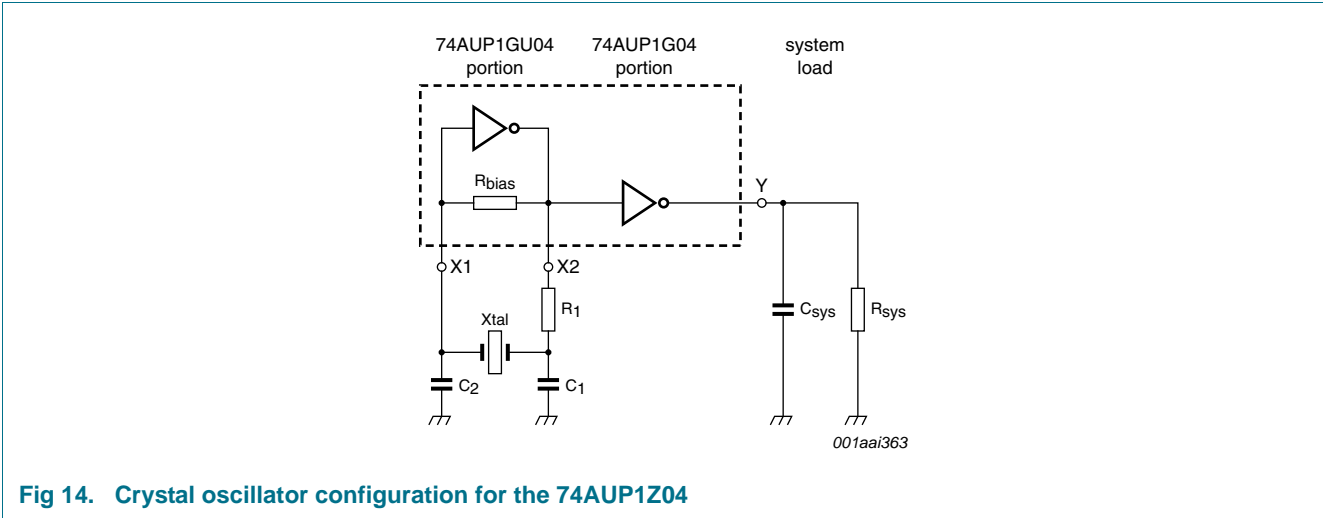 74AUP1GU04
portion
74AUP1G04
portion
system
load
Rbias
Y
X1
X2
R1
Xtal
Csys
Rsys
C2
C1
001aai363
Fig 14. Crystal oscillator configuration for the 74AUP1Z04